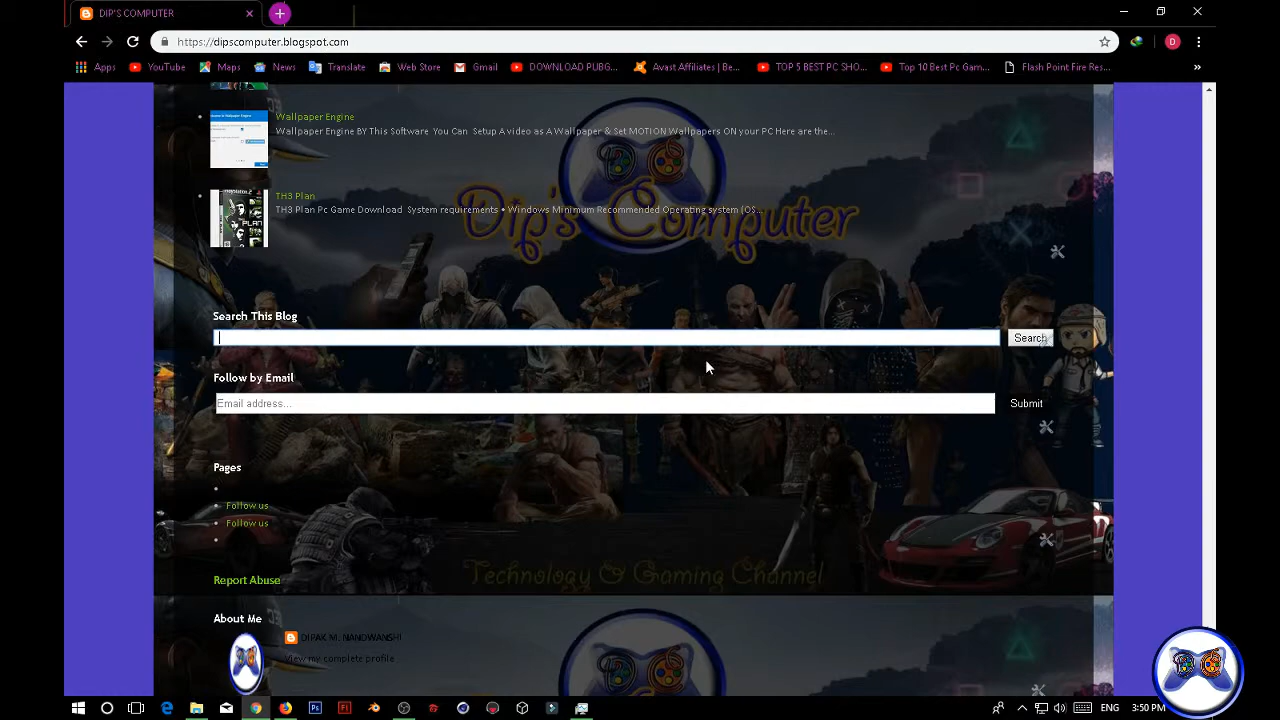 DIP'S COMPUTER
https://dipscomputer.blogspot.com
D
Apps
YouTube
Maps
News
Translate
Web Store
Gmail
DOWNLOAD PUBG...
Avast Affiliates | Be...
TOP 5 BEST PC SHO...
Top 10 Best Pc Gam...
Flash Point Fire Res...
»
Wallpaper Engine
Wallpaper Engine BY This Software You Can Setup a Video as A Wallpaper & Set MOTION Wallpapers ON your PC Here are the...
TH3 Plan
TH3 Plan Pc Game Download System requirements • Windows Minimum Recommended Operating system (OS...
PLAN
Dip's Computer
Search This Blog
Search
Follow by Email
Email address...
Submit
Pages
Follow us
Follow us
Technology & Gaming Channel
Report Abuse
About Me
DIPAK M. NANDWANSHI
View my complete profile
ENG
3:50 PM